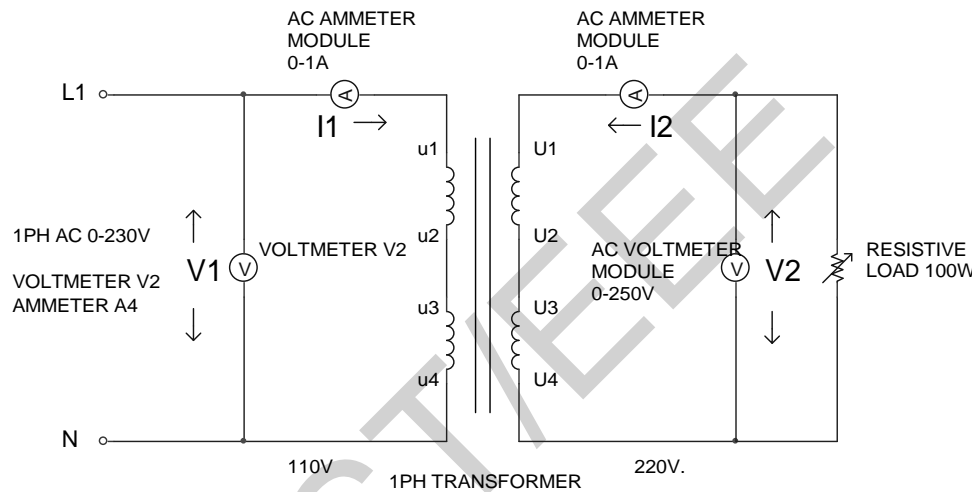 AC AMMETER
MODULE
0-1A
AC AMMETER
MODULE
0-1A
L1
A
A
I1
I2
u1
U1
1PH AC 0-230V
VOLTMETER V2
AMMETER A4
V1
V
VOLTMETER V2
u2
U2
AC VOLTMETER
MODULE
0-250V
V
V2
RESISTIVE
LOAD 100W
u3
U3
u4
U4
N
110V
220V.
1PH TRANSFORMER
CT/EEE